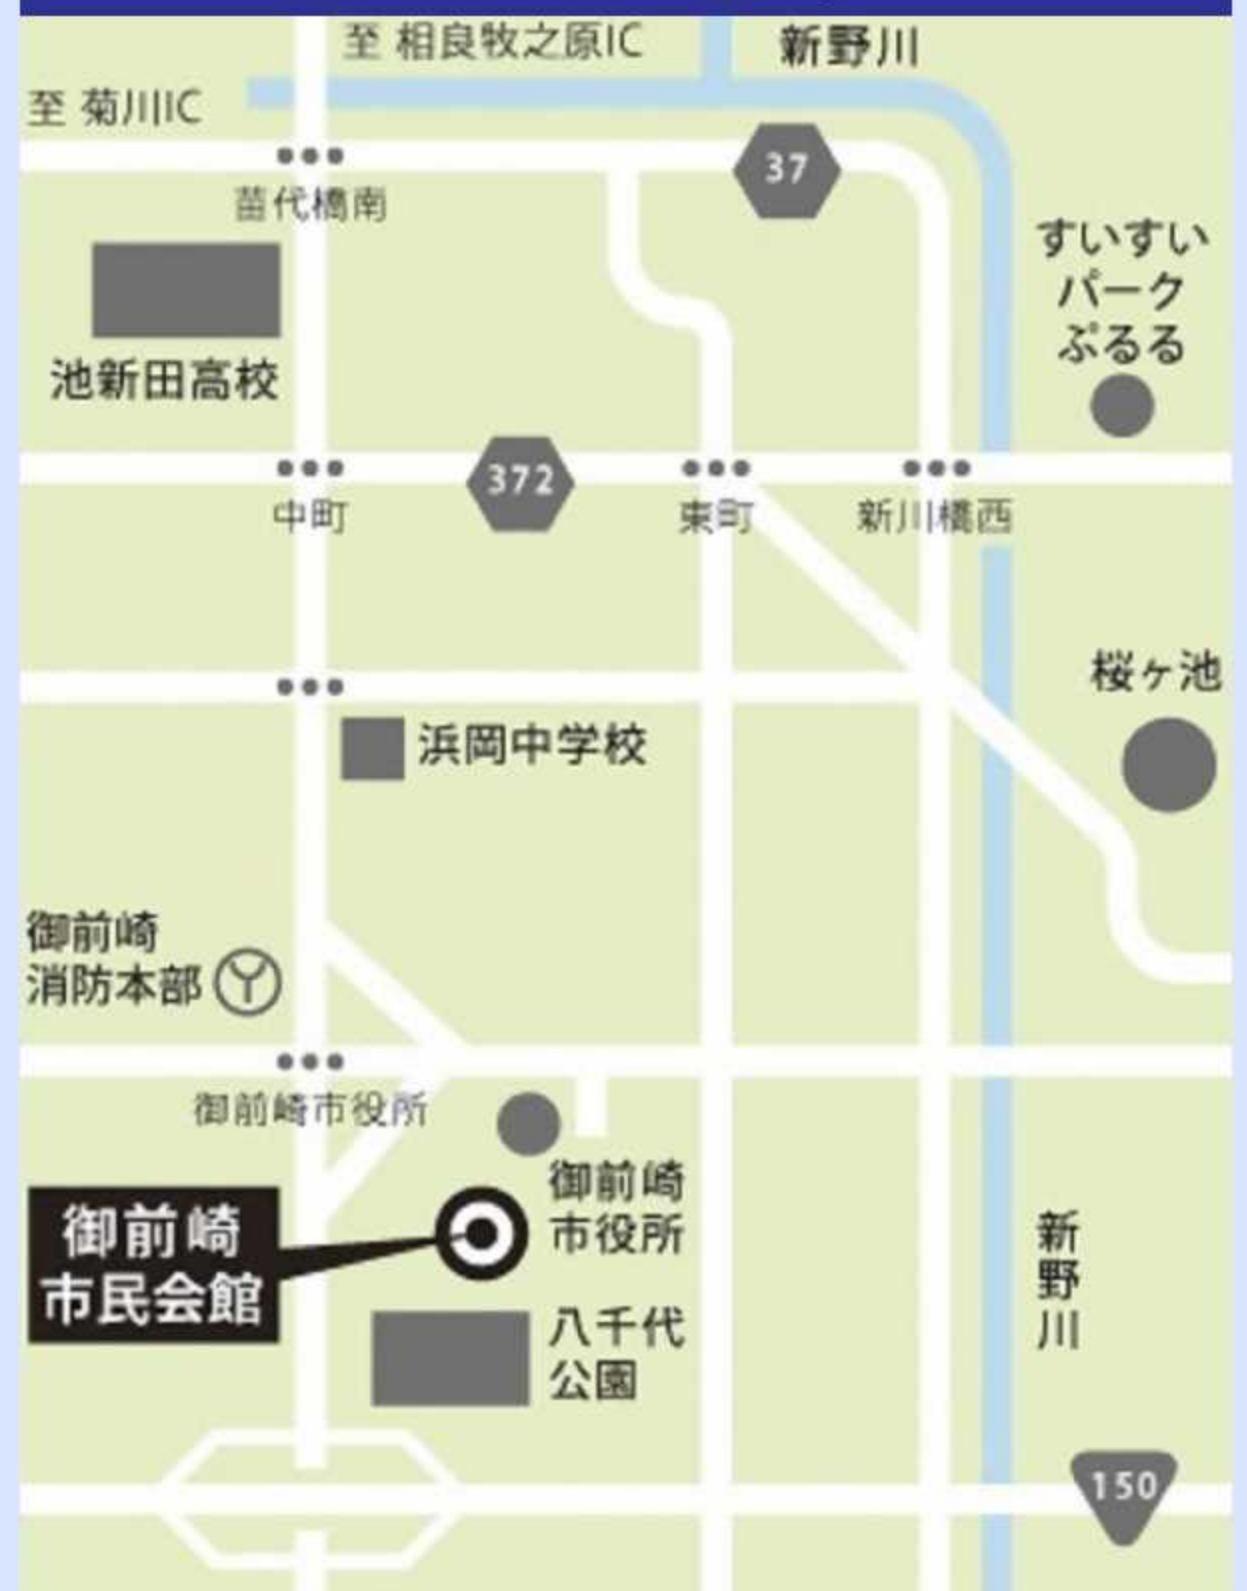 至 相良牧之原IC
新野川
至 菊川IC
37
苗代橋南
すいすい
パーク
ぷるる
池新田高校
372
中町
東町
新川橋西
桜ヶ池
浜岡中学校
御前崎
消防本部
御前崎市役所
御前崎
市役所
御前崎
市民会館
新野川
八千代
公園
150